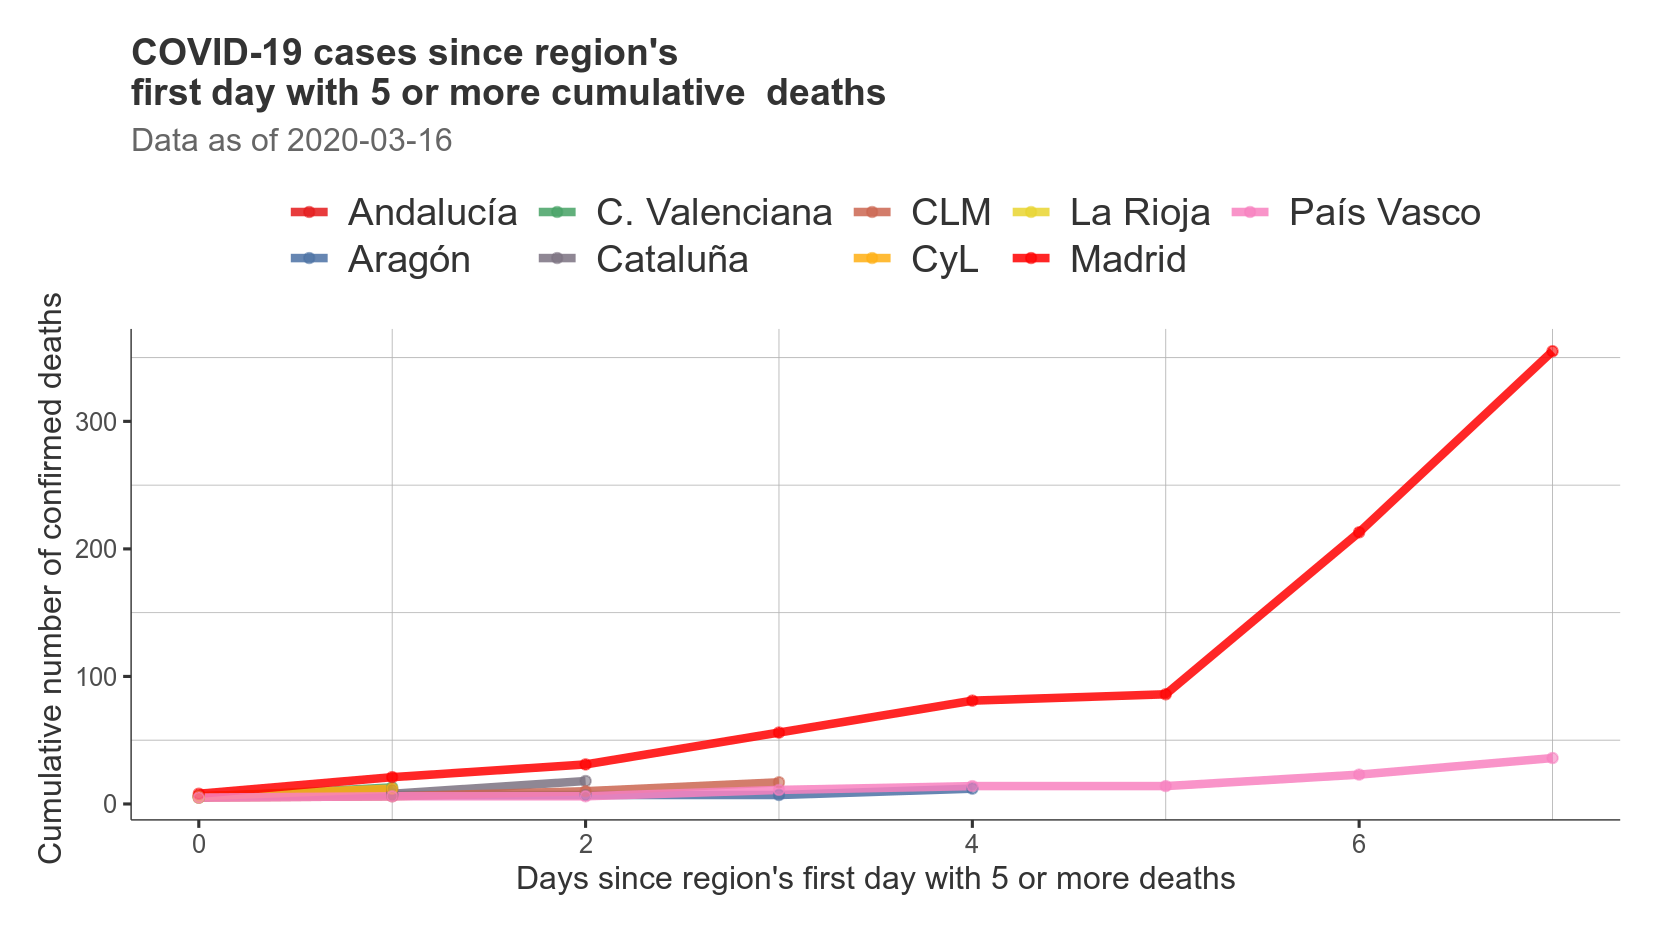 COVID-19 cases since region's
first day with 5 or more cumulative  deaths
Data as of 2020-03-16
Andalucía C. Valenciana CLM La Rioja País Vasco
Aragón Cataluña CyL Madrid
Cumulative number of confirmed deaths
300
200
100
0
0 2 4 6
Days since region's first day with 5 or more deaths